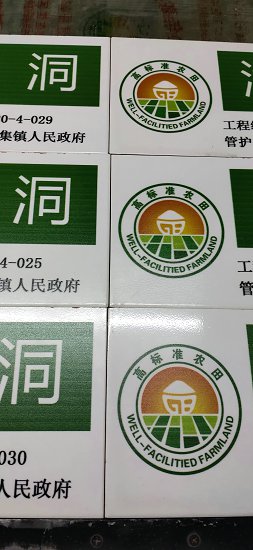 洞
0-4-029
集镇人民政府
高标准农田
WELL-FACILITIED FARMLAND
工程
管护
洞
4-025
镇人民政府
高标准农田
WELL-FACILITIED FARMLAND
工
管
洞
030
人民政府
高标准农田
WELL-FACILITIED FARMLAND